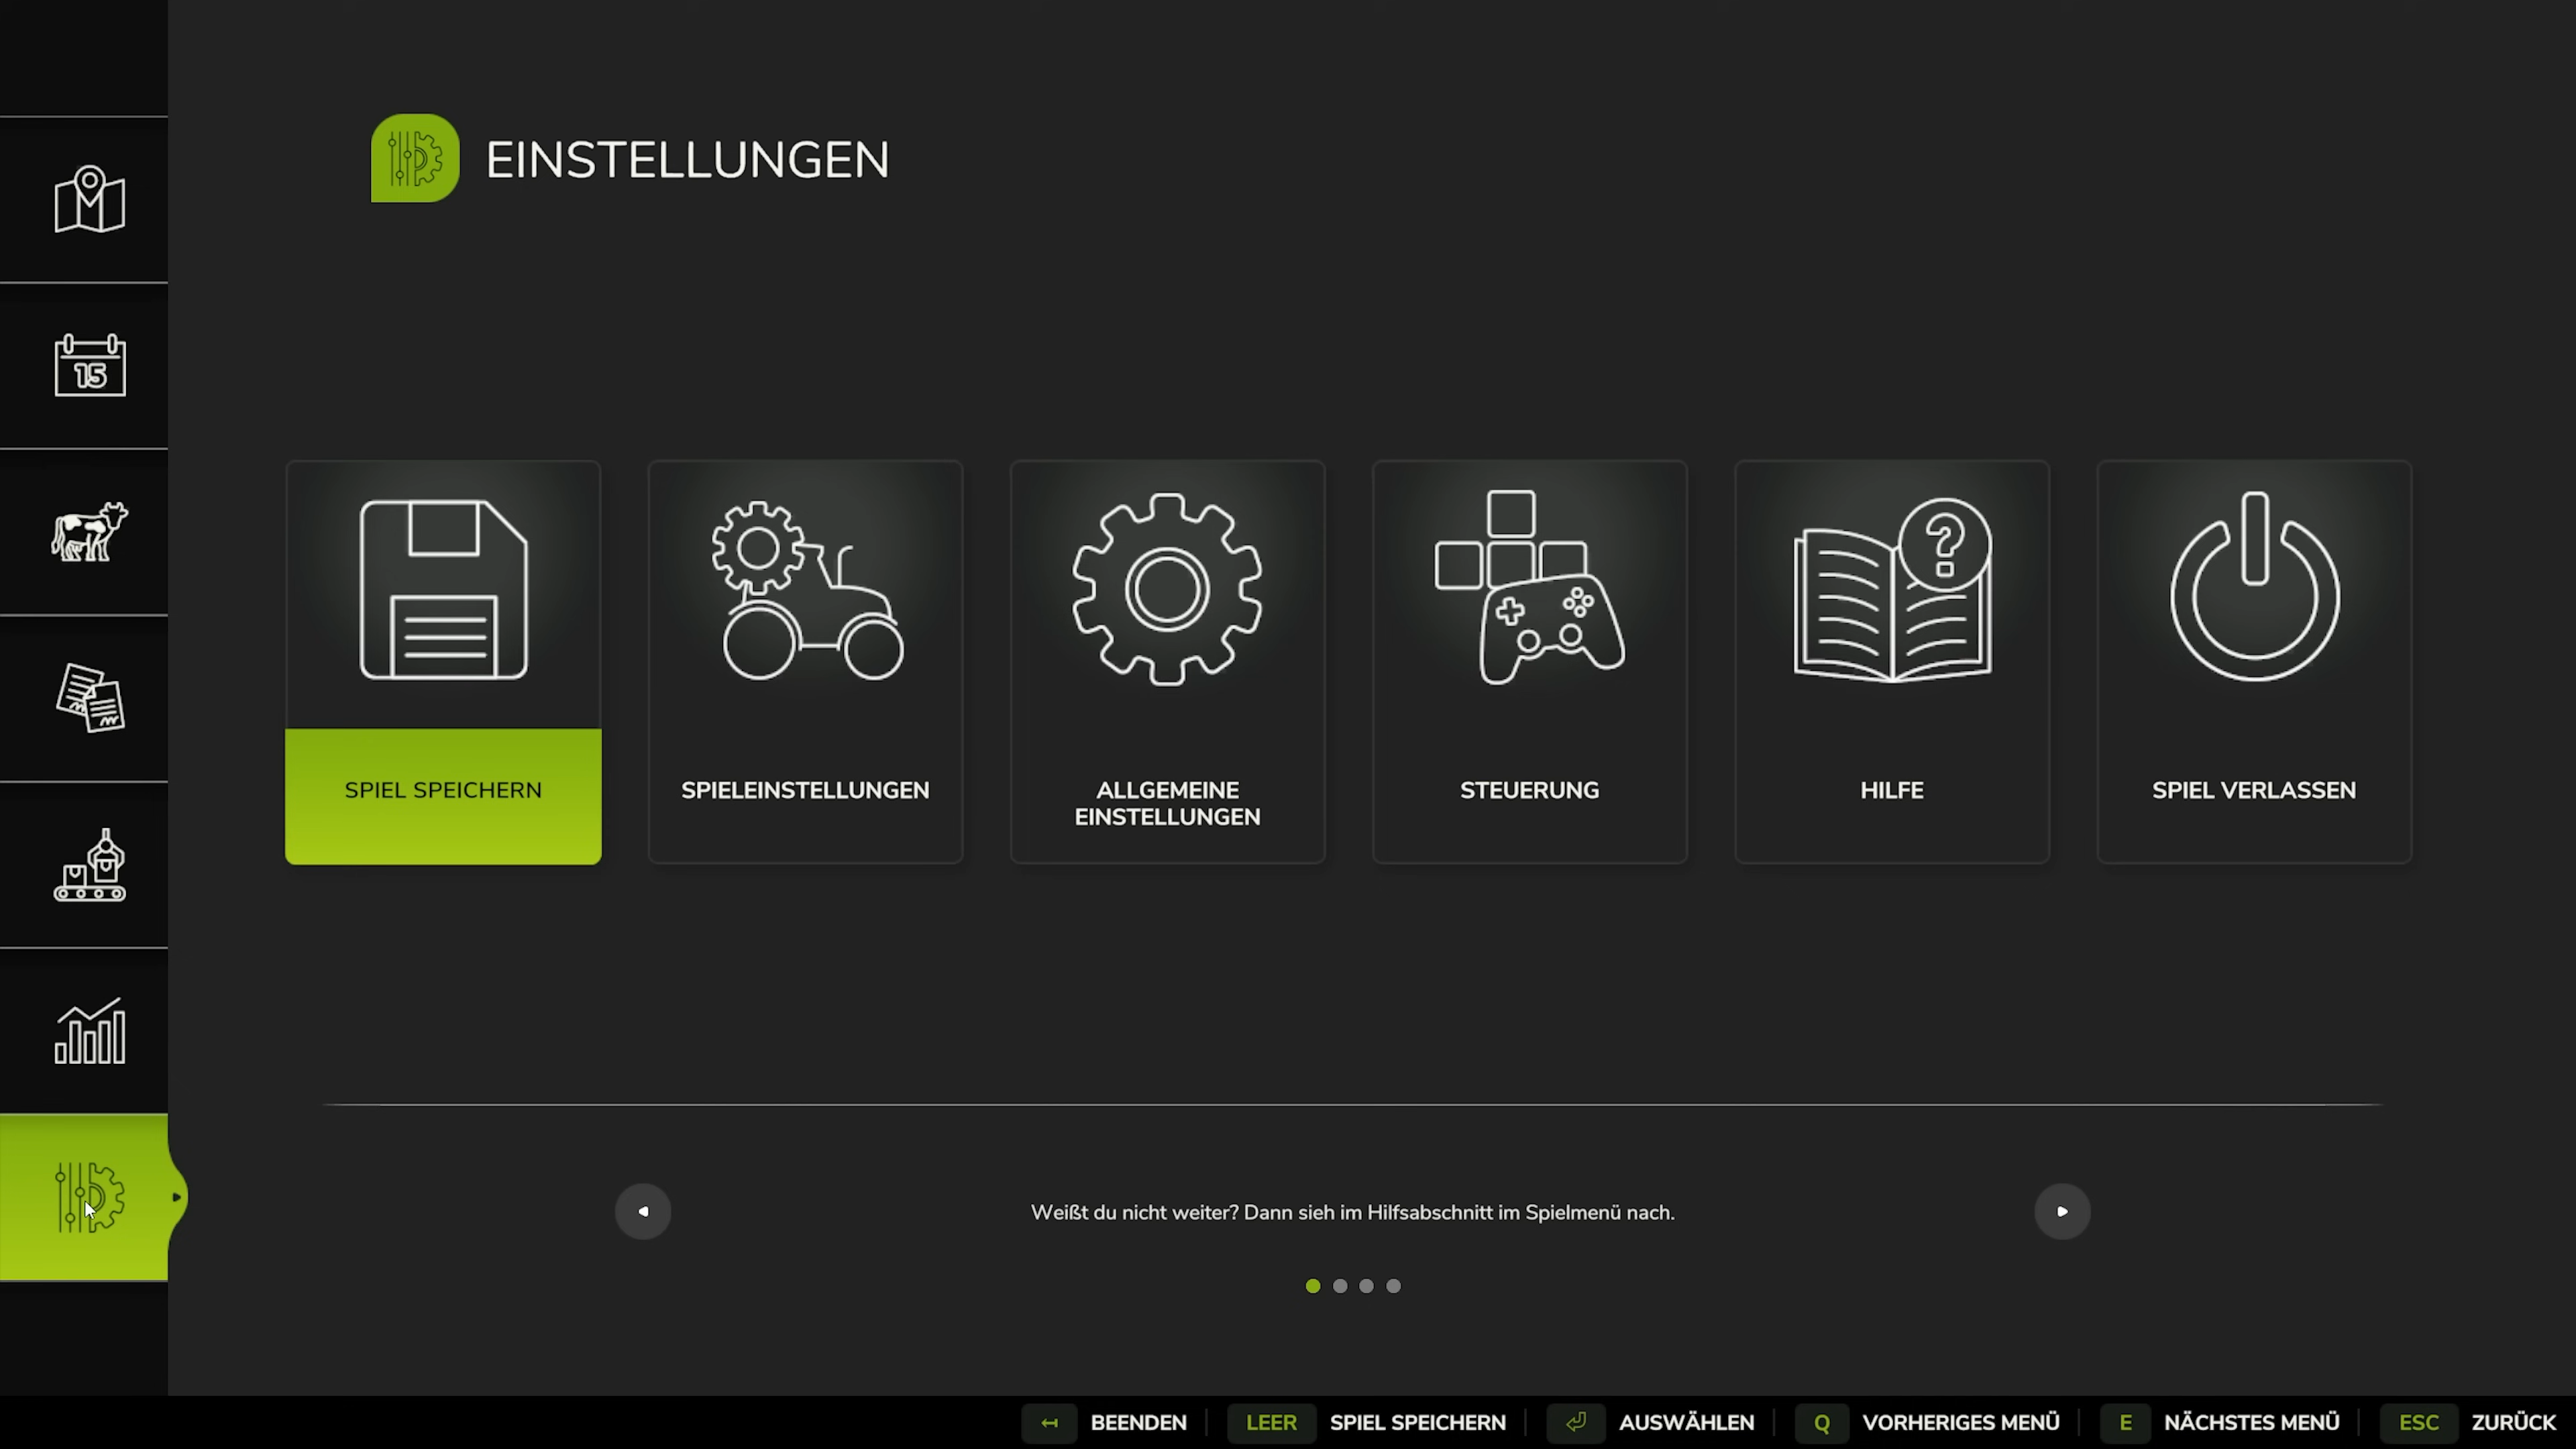 EINSTELLUNGEN
15
SPIEL SPEICHERN
SPIELEINSTELLUNGEN
ALLGEMEINE
EINSTELLUNGEN
STEUERUNG
HILFE
SPIEL VERLASSEN
Weißt du nicht weiter? Dann sieh im Hilfsabschnitt im Spielmenü nach.
BEENDEN LEER SPIEL SPEICHERN AUSWÄHLEN Q VORHERIGES MENÜ E NÄCHSTES MENÜ ESC ZURÜCK